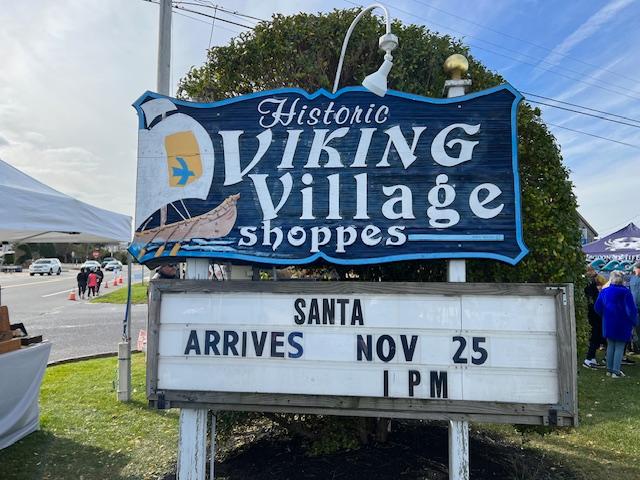 Historic
VIKING
Village
shoppes
SANTA
ARRIVES NOV 25
1 PM